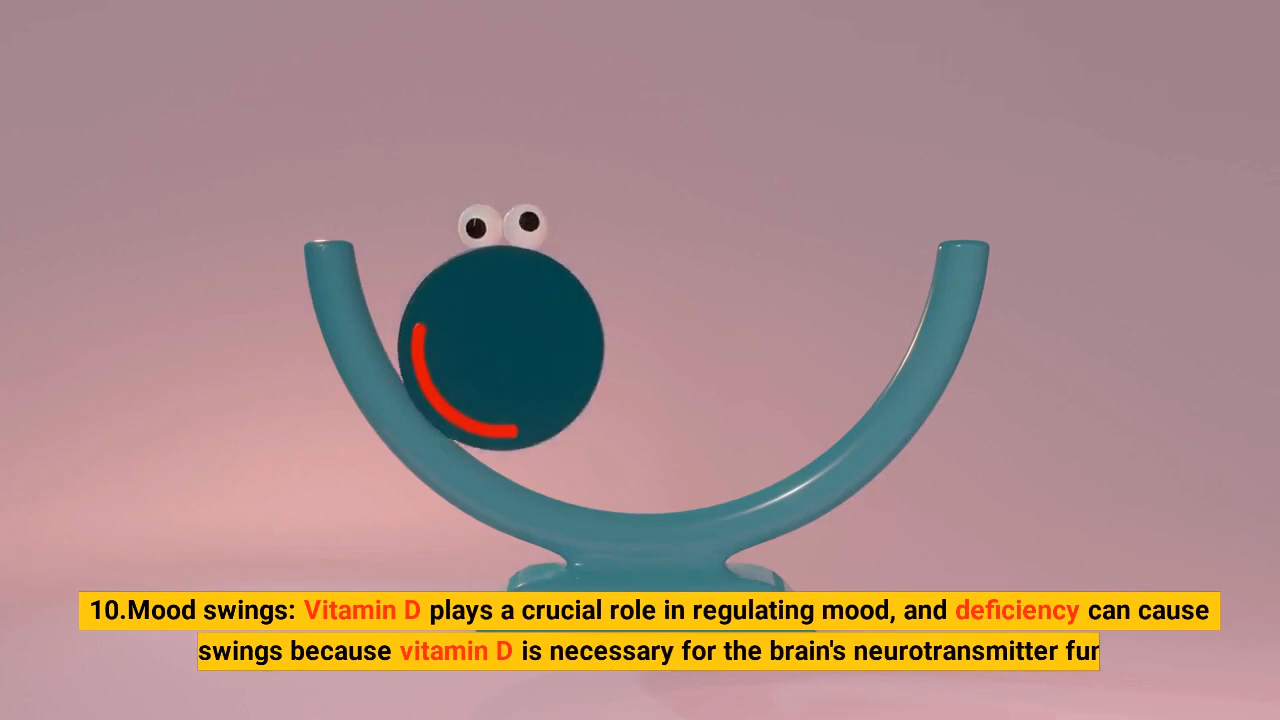 10.Mood swings: Vitamin D plays a crucial role in regulating mood, and deficiency can cause
swings because vitamin D is necessary for the brain's neurotransmitter